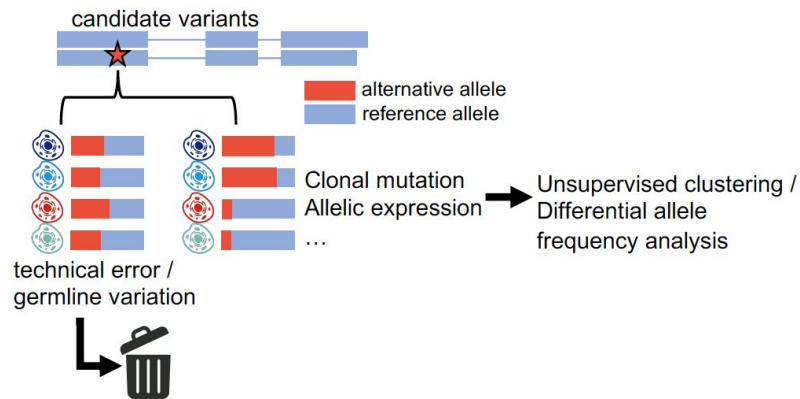 candidate variants
alternative allele
reference allele
Clonal mutation
Allelic expression
...
Unsupervised clustering /
Differential allele
frequency analysis
technical error /
germline variation